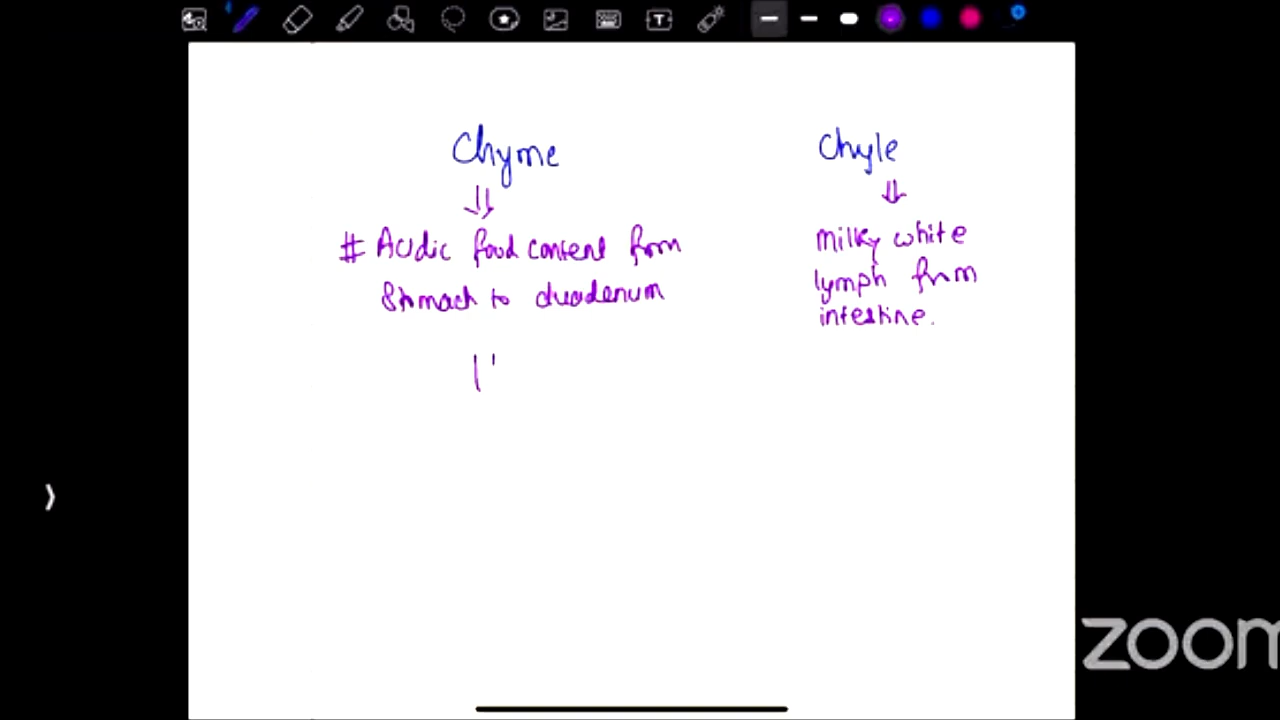 Chyme
Chyle
⇓
⇓
# Acidic food content from
Stomach to duodenum
Milky white
lymph from
intestine.
zoom